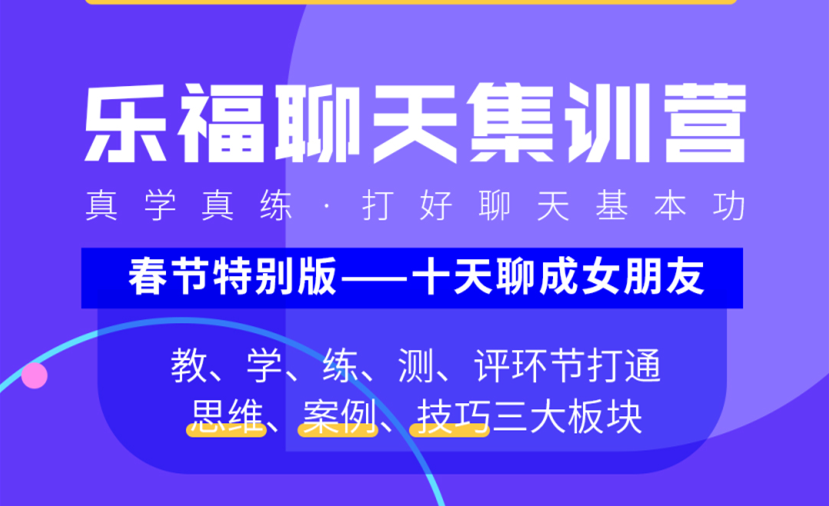 乐福聊天集训营
真学真练·打好聊天基本功
春节特别版——十天聊成女朋友
教、学、练、测、评环节打通
思维、案例、技巧三大板块